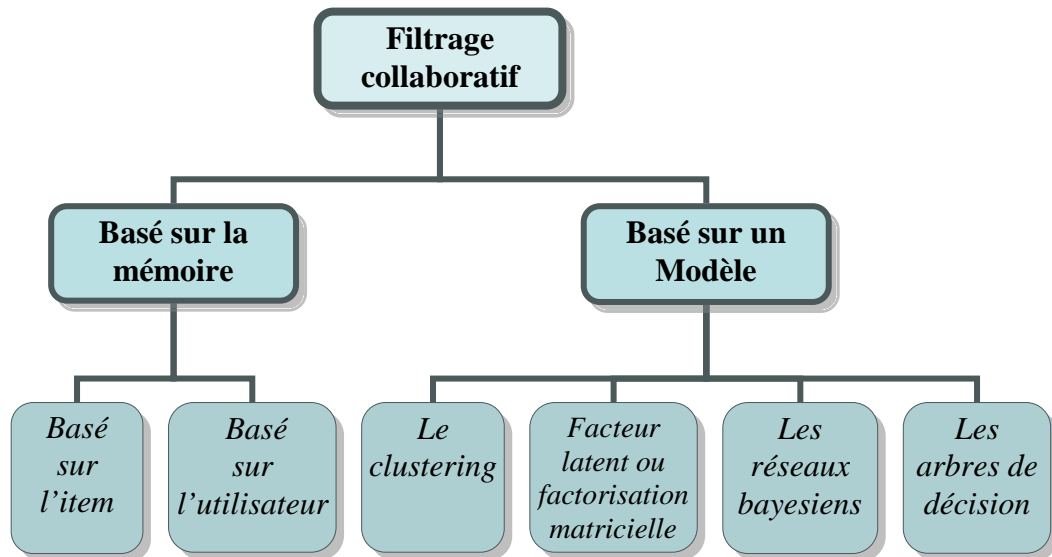 Filtrage
collaboratif
Basé sur la
mémoire
Basé sur un
Modèle
Basé
sur
l’item
Basé
sur
l’utilisateur
Le
clustering
Facteur
latent ou
factorisation
matricielle
Les
réseaux
bayesiens
Les
arbres de
décision